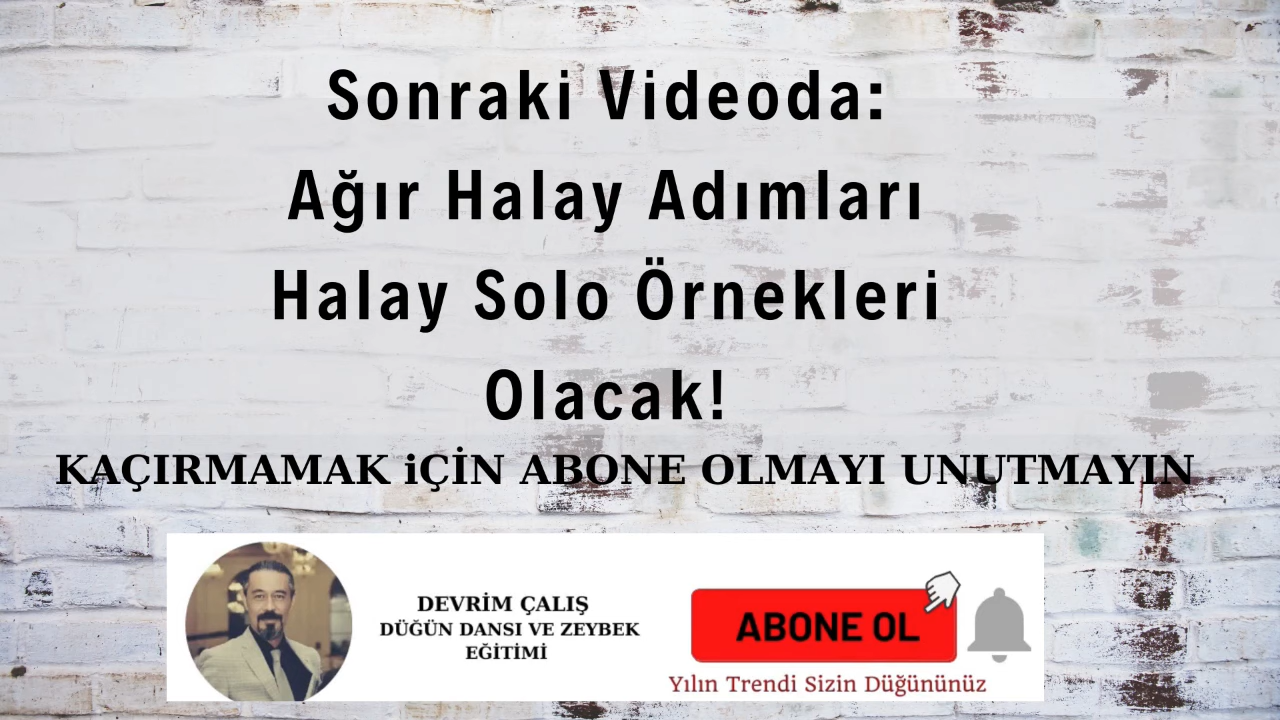 Sonraki Videoda:
Ağır Halay Adımları
Halay Solo Örnekleri
Olacak!
KAÇIRMAMAK iÇİN ABONE OLMAYI UNUTMAYIN
DEVRİM ÇALIŞ
DÜĞÜN DANSI VE ZEYBEK
EĞİTİMİ
ABONE OL
Yılın Trendi Sizin Düğününüz